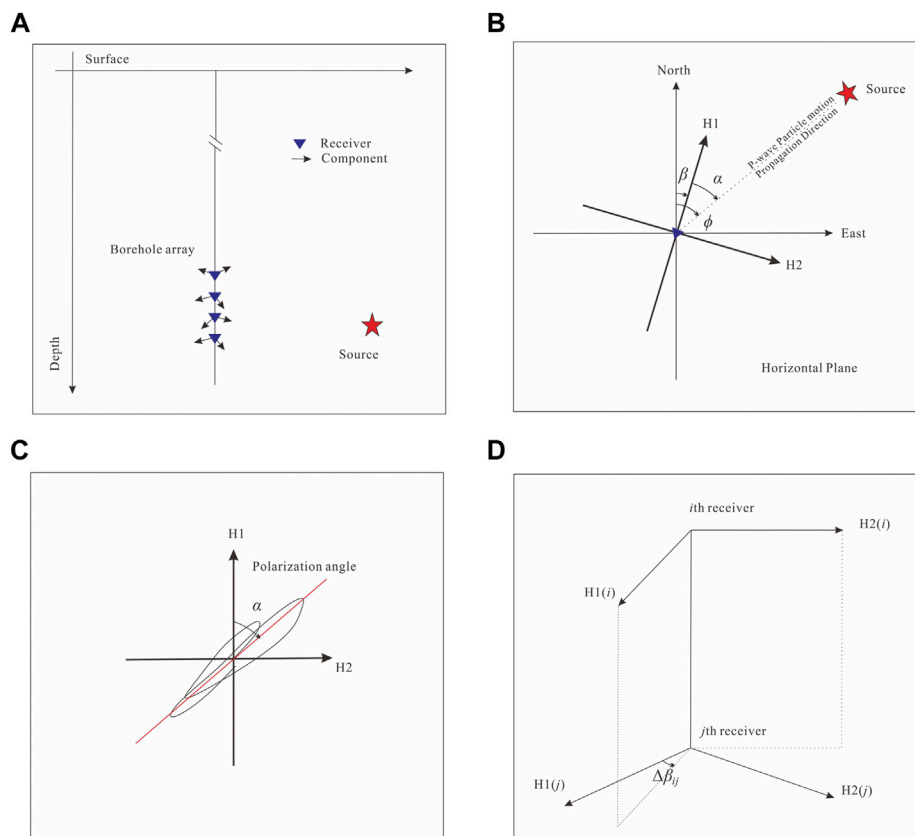 A
Surface
Receiver
Component
Borehole array
Depth
Source
B
North
Source
H1
P-wave Particle motion
Propagation Direction
β
α
ϕ
East
H2
Horizontal Plane
C
H1
Polarization angle
α
H2
D
ith receiver
H2(i)
H1(i)
jth receiver
Δβij
H1(j)
H2(j)